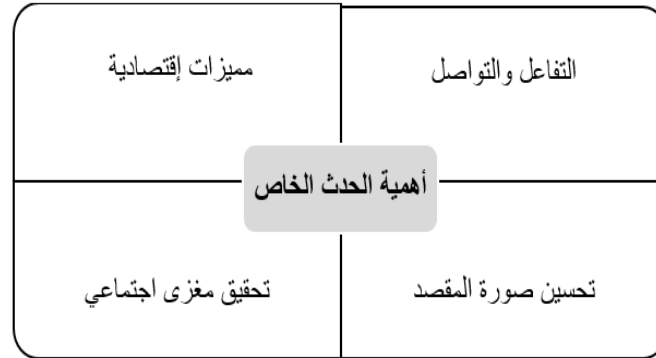 التفاعل والتواصل
مميزات إقتصادية
أهمية الحدث الخاص
تحسين صورة المقصد
تحقيق مغزى اجتماعي